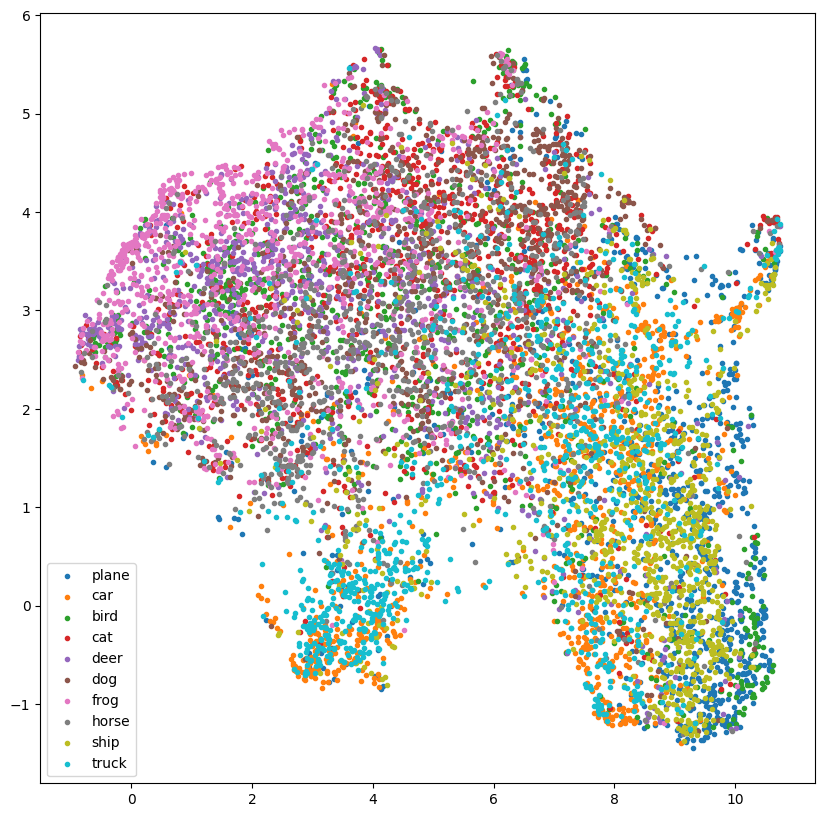 6
5
4
3
2
1
0
−1
plane
car
bird
cat
deer
dog
frog
horse
ship
truck
0 2 4 6 8 10